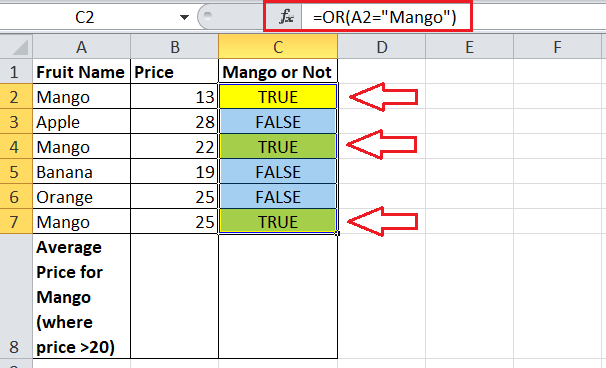 C2 fx =OR(A2="Mango")
A B C D E F
1 Fruit Name Price Mango or Not
2 Mango 13 TRUE
3 Apple 28 FALSE
4 Mango 22 TRUE
5 Banana 19 FALSE
6 Orange 25 FALSE
7 Mango 25 TRUE
Average
Price for
Mango
(where
8 price >20)